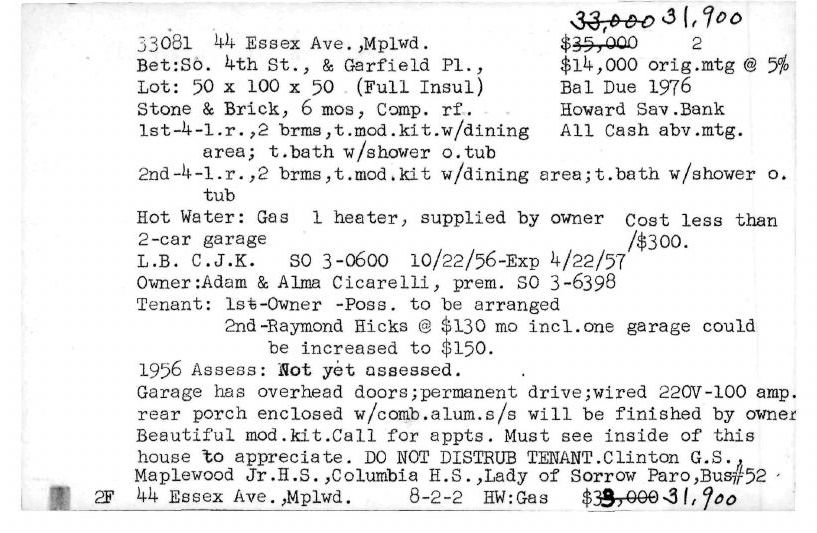 33,000 31,900
33081 44 Essex Ave.,Mplwd. $35,000 2
Bet:So. 4th St., & Garfield Pl., $14,000 orig.mtg @ 5%
Lot: 50 x 100 x 50 (Full Insul) Bal Due 1976
Stone & Brick, 6 mos, Comp. rf. Howard Sav.Bank
1st-4-l.r.,2 brms,t.mod.kit.w/dining All Cash abv.mtg.
area; t.bath w/shower o.tub
2nd-4-l.r.,2 brms,t.mod.kit w/dining area;t.bath w/shower o.
tub
Hot Water: Gas 1 heater, supplied by owner Cost less than
2-car garage /$300.
L.B. C.J.K. SO 3-0600 10/22/56-Exp 4/22/57
Owner:Adam & Alma Cicarelli, prem. SO 3-6398
Tenant: 1st-Owner -Poss. to be arranged
2nd-Raymond Hicks @ $130 mo incl.one garage could
be increased to $150.
1956 Assess: Not yet assessed.
Garage has overhead doors;permanent drive;wired 220V-100 amp.
rear porch enclosed w/comb.alum.s/s will be finished by owner
Beautiful mod.kit.Call for appts. Must see inside of this
house to appreciate. DO NOT DISTRUB TENANT.Clinton G.S.,
Maplewood Jr.H.S.,Columbia H.S.,Lady of Sorrow Paro,Bus#52
2F 44 Essex Ave.,Mplwd. 8-2-2 HW:Gas $33,000 31,900